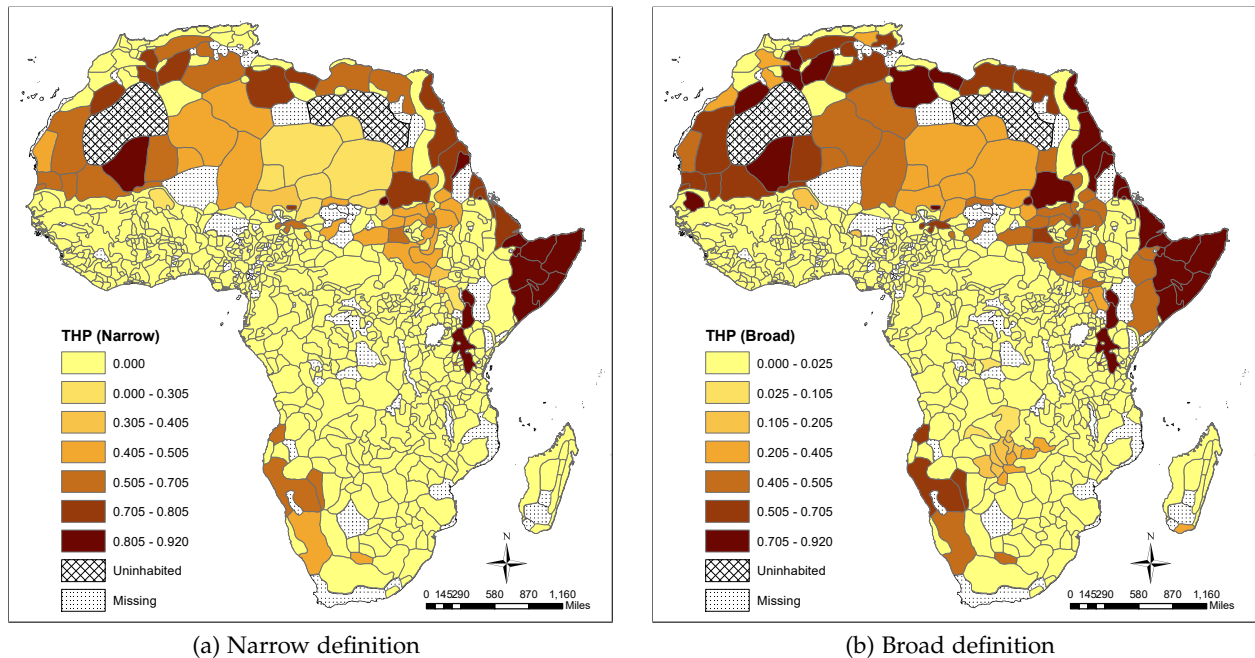 THP (Narrow)
0.000
0.000 - 0.305
0.305 - 0.405
0.405 - 0.505
0.505 - 0.705
0.705 - 0.805
0.805 - 0.920
Uninhabited
Missing
N
0 145290 580 870 1,160
Miles
(a) Narrow definition
THP (Broad)
0.000 - 0.025
0.025 - 0.105
0.105 - 0.205
0.205 - 0.405
0.405 - 0.505
0.505 - 0.705
0.705 - 0.920
Uninhabited
Missing
N
0 145290 580 870 1,160
Miles
(b) Broad definition